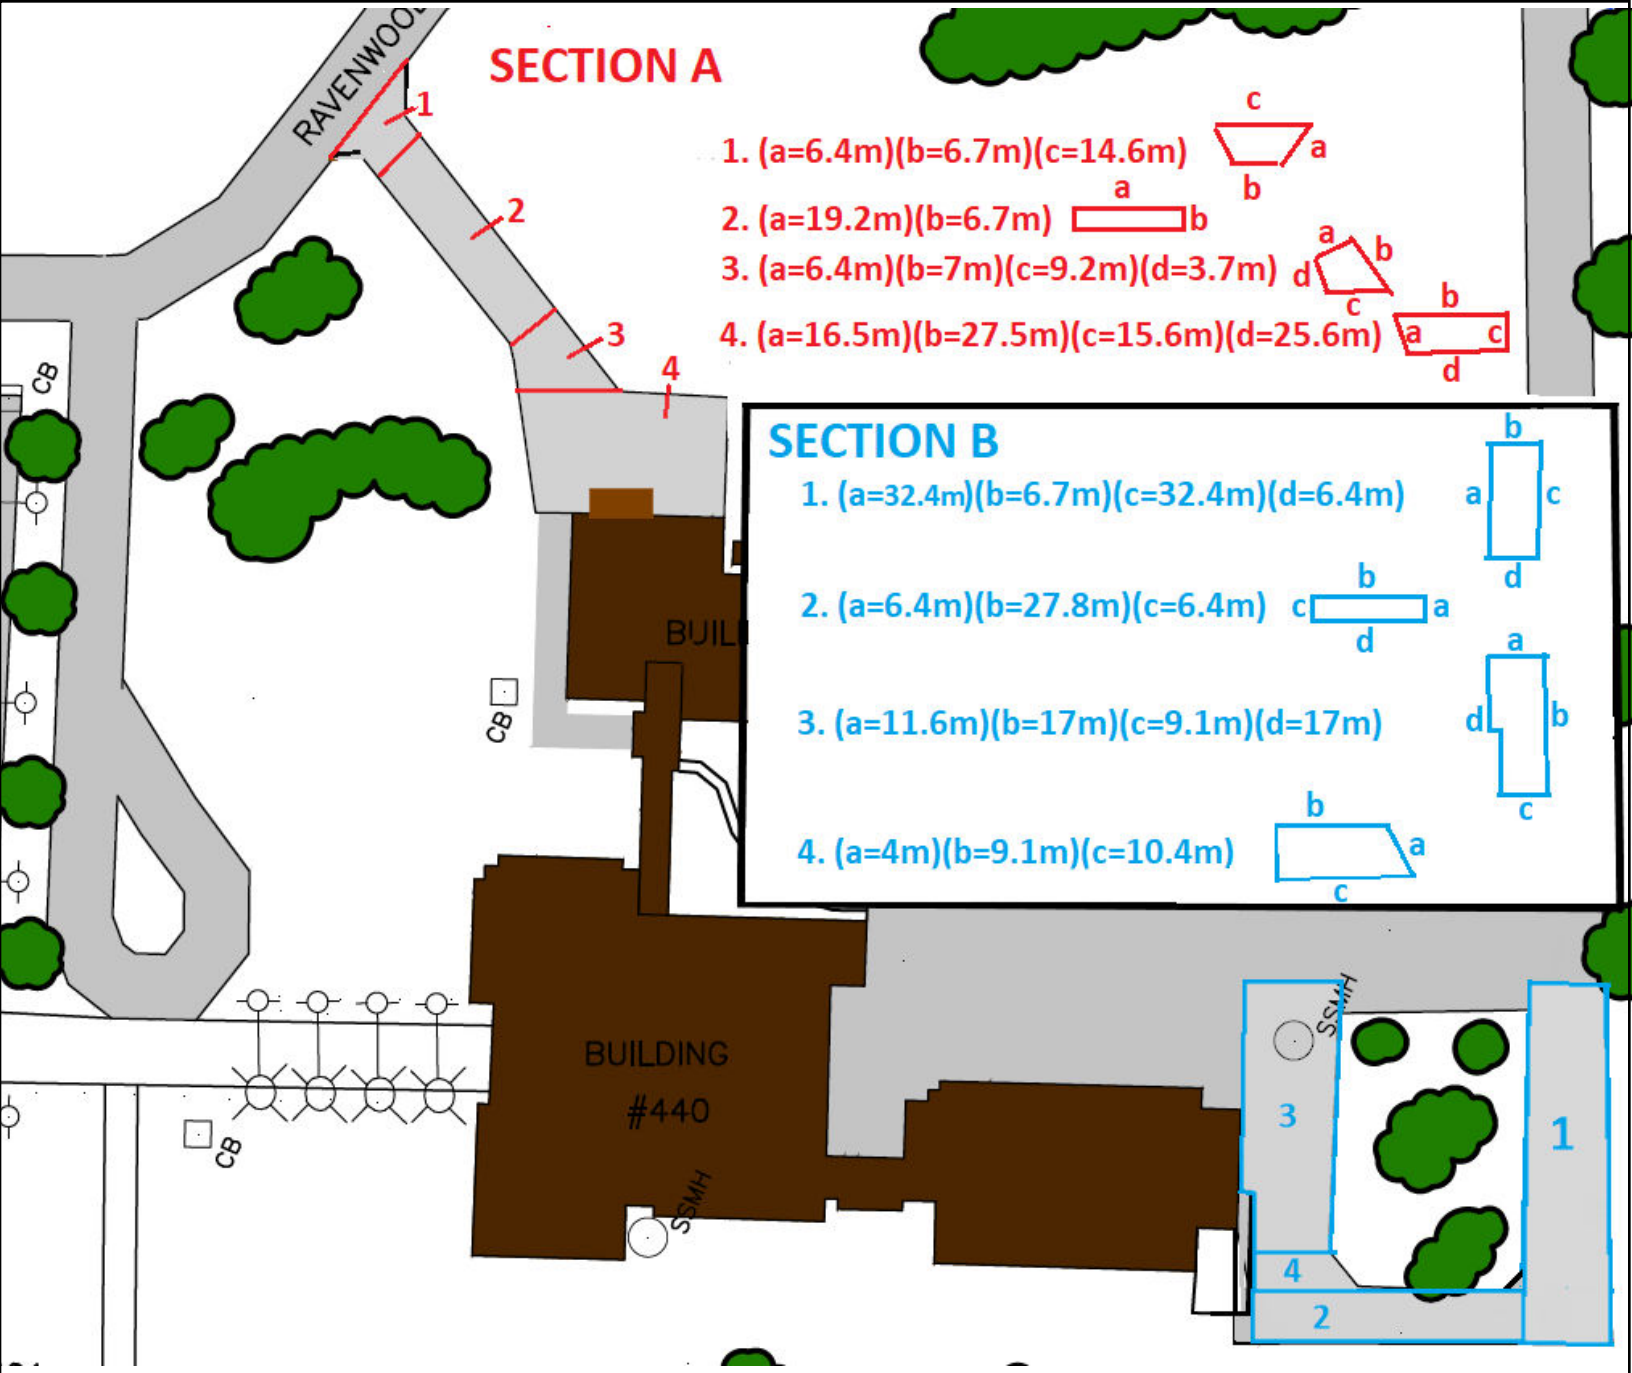 RAVENWOO
SECTION A
1
c
1. (a=6.4m)(b=6.7m)(c=14.6m)
a
b
a
2
2. (a=19.2m)(b=6.7m)
b
a
b
3. (a=6.4m)(b=7m)(c=9.2m)(d=3.7m)
d
c
b
3
4. (a=16.5m)(b=27.5m)(c=15.6m)(d=25.6m)
a
c
d
4
CB
SECTION B
b
1. (a=32.4m)(b=6.7m)(c=32.4m)(d=6.4m)
a
c
d
b
2. (a=6.4m)(b=27.8m)(c=6.4m)
c
a
d
BUIL
a
CB
3. (a=11.6m)(b=17m)(c=9.1m)(d=17m)
d
b
c
b
4. (a=4m)(b=9.1m)(c=10.4m)
a
c
SSMH
BUILDING
#440
3
1
CB
SSMH
4
2